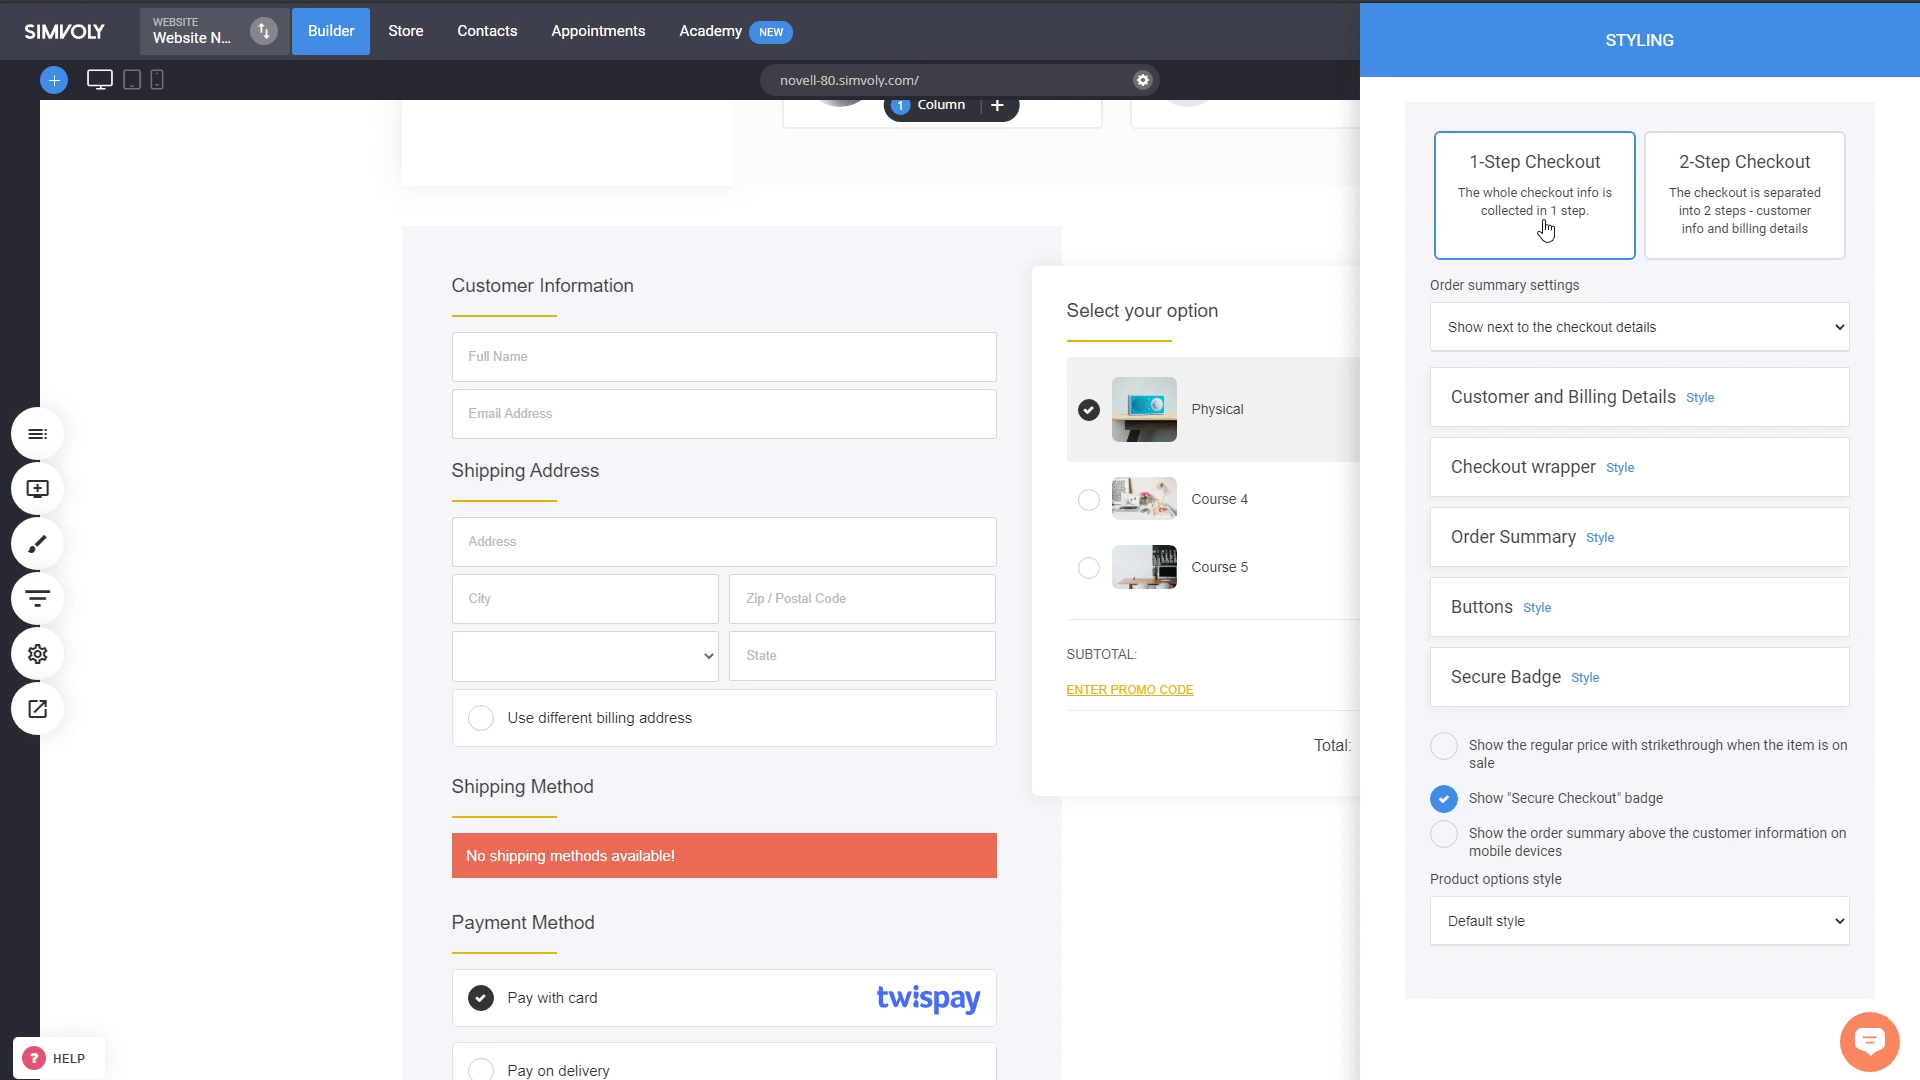 SIMVOLY
WEBSITE
Website N...
Builder
Store
Contacts
Appointments
Academy
NEW
STYLING
novell-80.simvoly.com/
1
Column
1-Step Checkout
The whole checkout info is
collected in 1 step.
2-Step Checkout
The checkout is separated
into 2 steps - customer
info and billing details
Order summary settings
Show next to the checkout details
Customer and Billing Details Style
Checkout wrapper Style
Order Summary Style
Buttons Style
Secure Badge Style
Show the regular price with strikethrough when the item is on
sale
Show "Secure Checkout" badge
Show the order summary above the customer information on
mobile devices
Product options style
Default style
Customer Information
Full Name
Email Address
Shipping Address
Address
City
Zip / Postal Code
State
Use different billing address
Shipping Method
No shipping methods available!
Payment Method
Pay with card
twispay
Pay on delivery
Select your option
Physical
Course 4
Course 5
SUBTOTAL:
ENTER PROMO CODE
Total:
? HELP